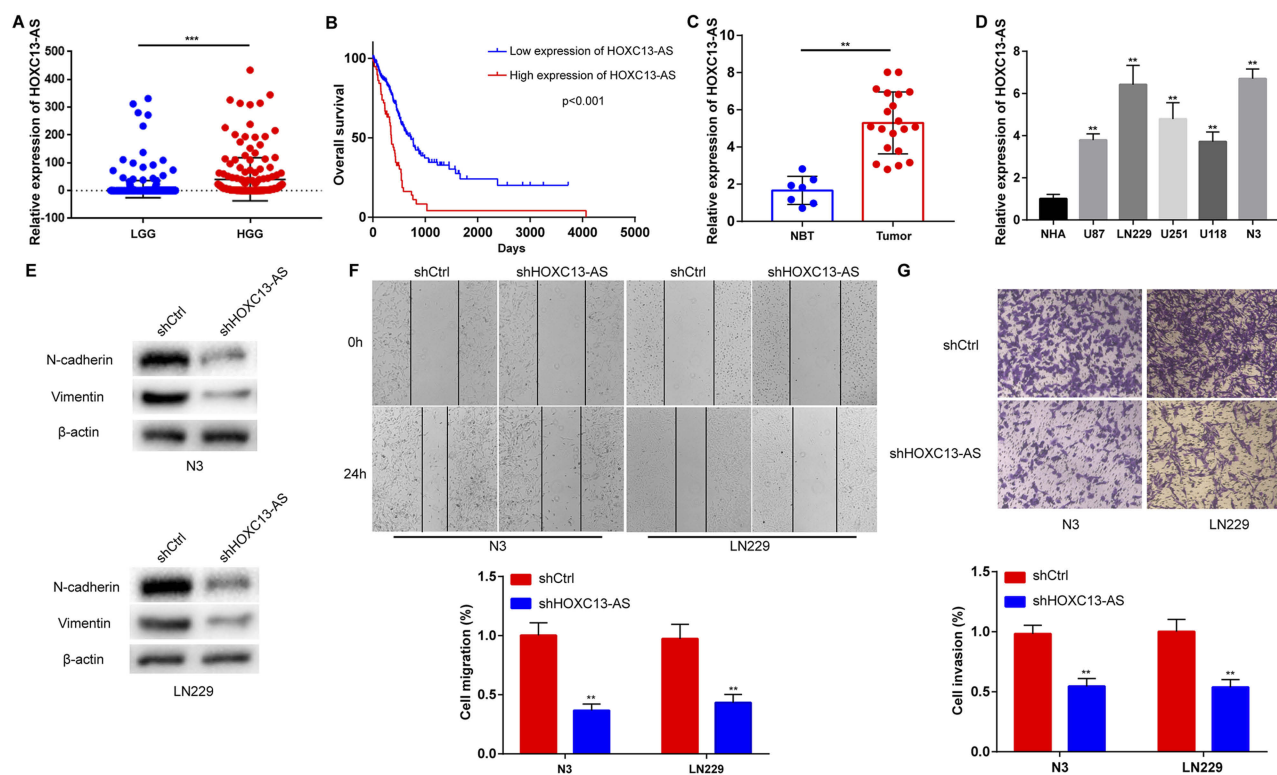 A
Relative expression of HOXC13-AS
500
400
300
200
100
0
-100
***
LGG
HGG
B
Overall survival
100
50
0
Low expression of HOXC13-AS
High expression of HOXC13-AS
p<0.001
0
1000
2000
3000
4000
5000
Days
C
Relative expression of HOXC13-AS
10
8
6
4
2
0
**
NBT
Tumor
D
Relative expression of HOXC13-AS
8
6
4
2
0
**
**
**
**
**
NHA
U87
LN229
U251
U118
N3
E
shCtrl
shHOXC13-AS
N-cadherin
Vimentin
β-actin
N3
shCtrl
shHOXC13-AS
N-cadherin
Vimentin
β-actin
LN229
F
shCtrl
shHOXC13-AS
shCtrl
shHOXC13-AS
0h
24h
N3
LN229
Cell migration (%)
1.5
1.0
0.5
0.0
shCtrl
shHOXC13-AS
**
**
N3
LN229
G
shCtrl
shHOXC13-AS
N3
LN229
Cell invasion (%)
1.5
1.0
0.5
0.0
shCtrl
shHOXC13-AS
**
**
N3
LN229